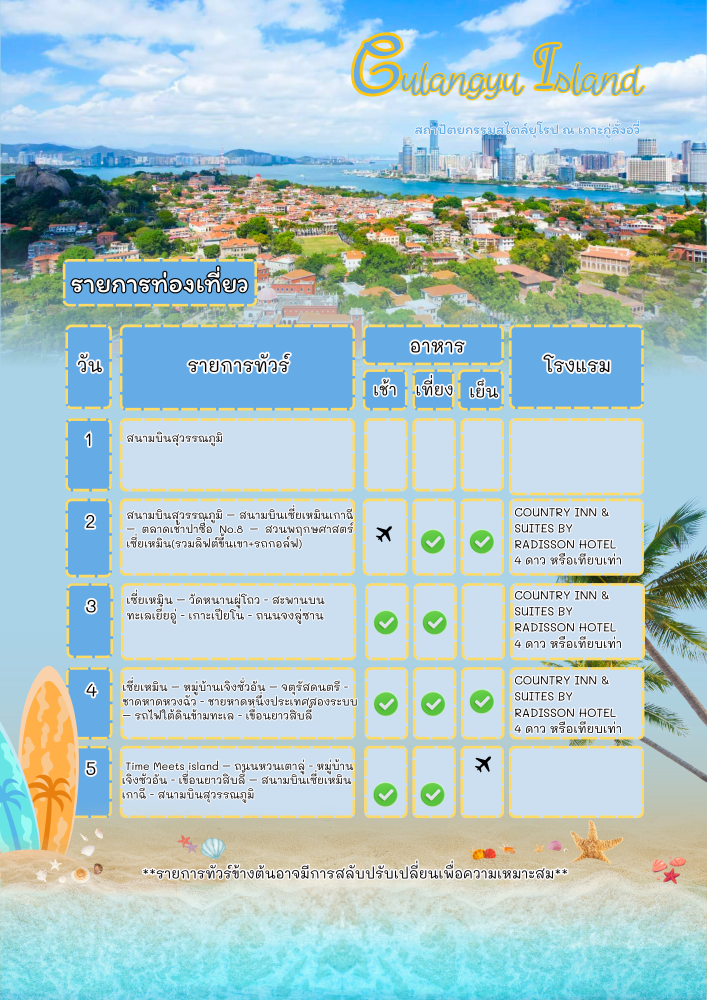 Gulangyu Island
สถาปัตยกรรมสไตล์ยุโรป ณ เกาะกู่ลั่งอวี่
รายการท่องเที่ยว
วัน
รายการทัวร์
อาหาร
เช้า
เที่ยง
เย็น
โรงแรม
1
สนามบินสุวรรณภูมิ
2
สนามบินสุวรรณภูมิ – สนามบินเซี่ยเหมินเกาฉี
– ตลาดเช้าปาซื่อ No.8 – สวนพฤกษศาสตร์
เซี่ยเหมิน(รวมลิฟต์ขึ้นเขา+รถกอล์ฟ)
COUNTRY INN &
SUITES BY
RADISSON HOTEL
4 ดาว หรือเทียบเท่า
3
เซี่ยเหมิน – วัดหนานผู่โถว - สะพานบน
ทะเลเยี๋ยอู่ - เกาะเปียโน - ถนนจงลู่ซาน
COUNTRY INN &
SUITES BY
RADISSON HOTEL
4 ดาว หรือเทียบเท่า
4
เซี่ยเหมิน – หมู่บ้านเจิงซั่วอัน – จตุรัสดนตรี -
ชาดหาดหวงฉัว - ชายหาดหนึ่งประเทศสองระบบ
– รถไฟใต้ดินข้ามทะเล - เขื่อนยาวสิบลี้
COUNTRY INN &
SUITES BY
RADISSON HOTEL
4 ดาว หรือเทียบเท่า
5
Time Meets island – ถนนหวนเตาลู่ - หมู่บ้าน
เจิงซัวอัน - เขื่อนยาวสิบลี้ – สนามบินเซี่ยเหมิน
เกาฉี - สนามบินสุวรรณภูมิ
**รายการทัวร์ข้างต้นอาจมีการสลับปรับเปลี่ยนเพื่อความเหมาะสม**